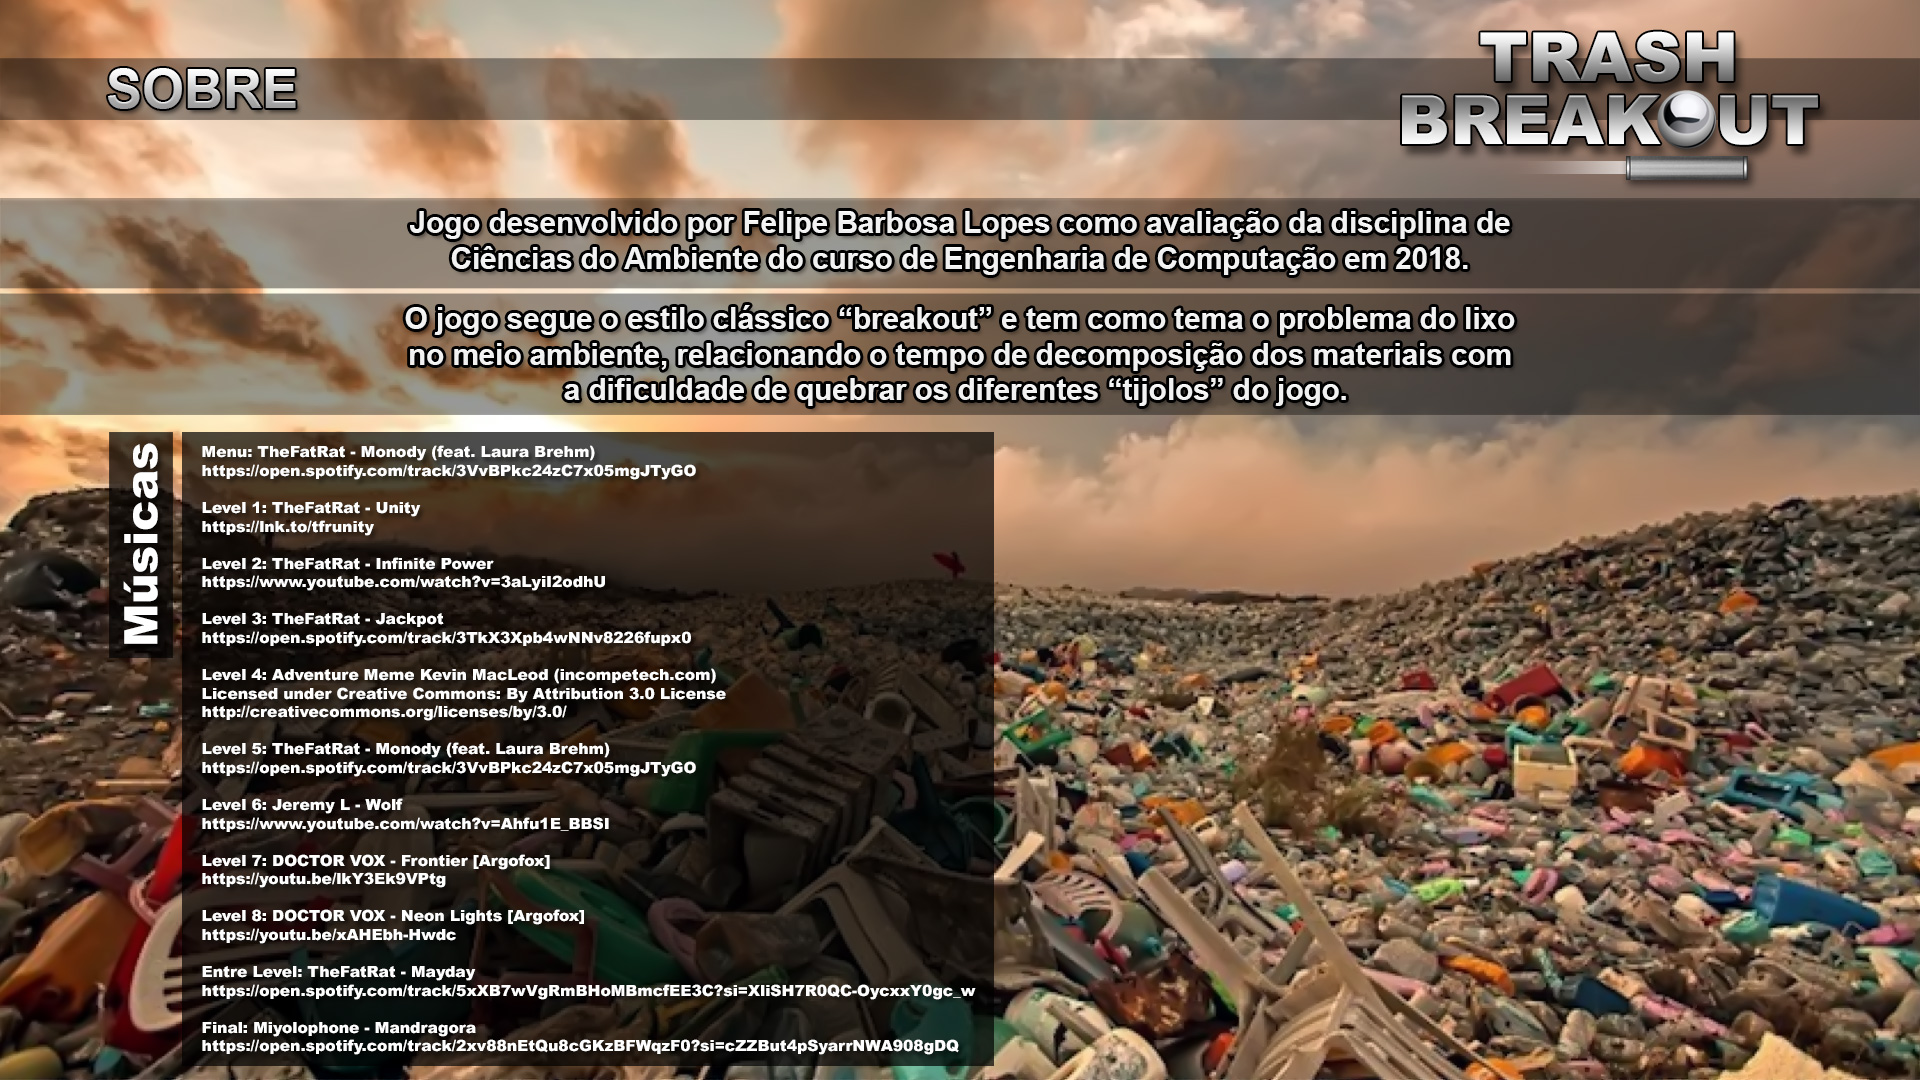 SOBRE
TRASH
BREAKOUT
Jogo desenvolvido por Felipe Barbosa Lopes como avaliação da disciplina de
Ciências do Ambiente do curso de Engenharia de Computação em 2018.
O jogo segue o estilo clássico “breakout” e tem como tema o problema do lixo
no meio ambiente, relacionando o tempo de decomposição dos materiais com
a dificuldade de quebrar os diferentes “tijolos” do jogo.
Músicas
Menu: TheFatRat - Monody (feat. Laura Brehm)
https://open.spotify.com/track/3VvBPkc24zC7x05mgJTyGO
Level 1: TheFatRat - Unity
https://lnk.to/tfrunity
Level 2: TheFatRat - Infinite Power
https://www.youtube.com/watch?v=3aLyiI2odhU
Level 3: TheFatRat - Jackpot
https://open.spotify.com/track/3TkX3Xpb4wNNv8226fupx0
Level 4: Adventure Meme Kevin MacLeod (incompetech.com)
Licensed under Creative Commons: By Attribution 3.0 License
http://creativecommons.org/licenses/by/3.0/
Level 5: TheFatRat - Monody (feat. Laura Brehm)
https://open.spotify.com/track/3VvBPkc24zC7x05mgJTyGO
Level 6: Jeremy L - Wolf
https://www.youtube.com/watch?v=Ahfu1E_BBSI
Level 7: DOCTOR VOX - Frontier [Argofox]
https://youtu.be/IkY3Ek9VPtg
Level 8: DOCTOR VOX - Neon Lights [Argofox]
https://youtu.be/xAHEbh-Hwdc
Entre Level: TheFatRat - Mayday
https://open.spotify.com/track/5xXB7wVgRmBHoMBmcfEE3C?si=XIiSH7R0QC-OycxxY0gc_w
Final: Miyolophone - Mandragora
https://open.spotify.com/track/2xv88nEtQu8cGKzBFWqzF0?si=cZZBut4pSyarrNWA908gDQ